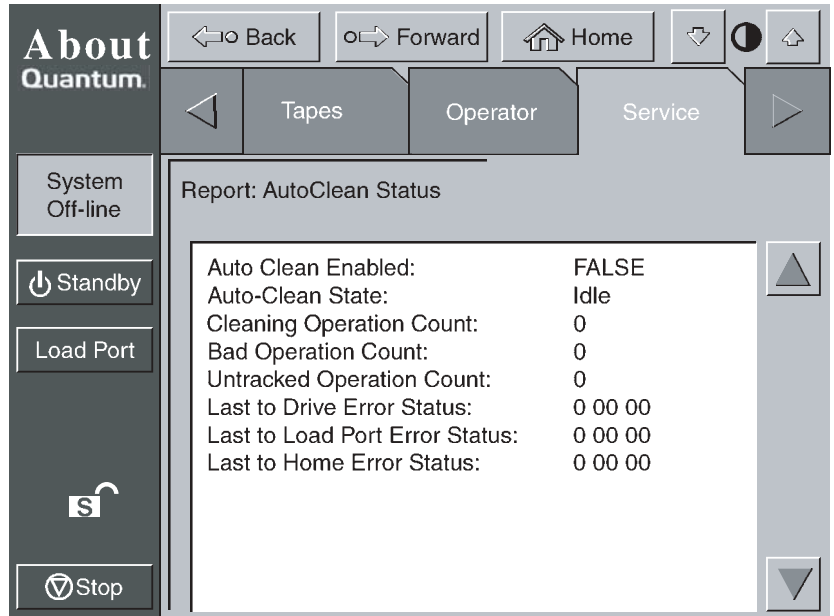 About
Quantum.
Back
Forward
Home
Tapes
Operator
Service
System
Off-line
Standby
Load Port
S
Stop
Report: AutoClean Status
Auto Clean Enabled: FALSE
Auto-Clean State: Idle
Cleaning Operation Count: 0
Bad Operation Count: 0
Untracked Operation Count: 0
Last to Drive Error Status: 0 00 00
Last to Load Port Error Status: 0 00 00
Last to Home Error Status: 0 00 00